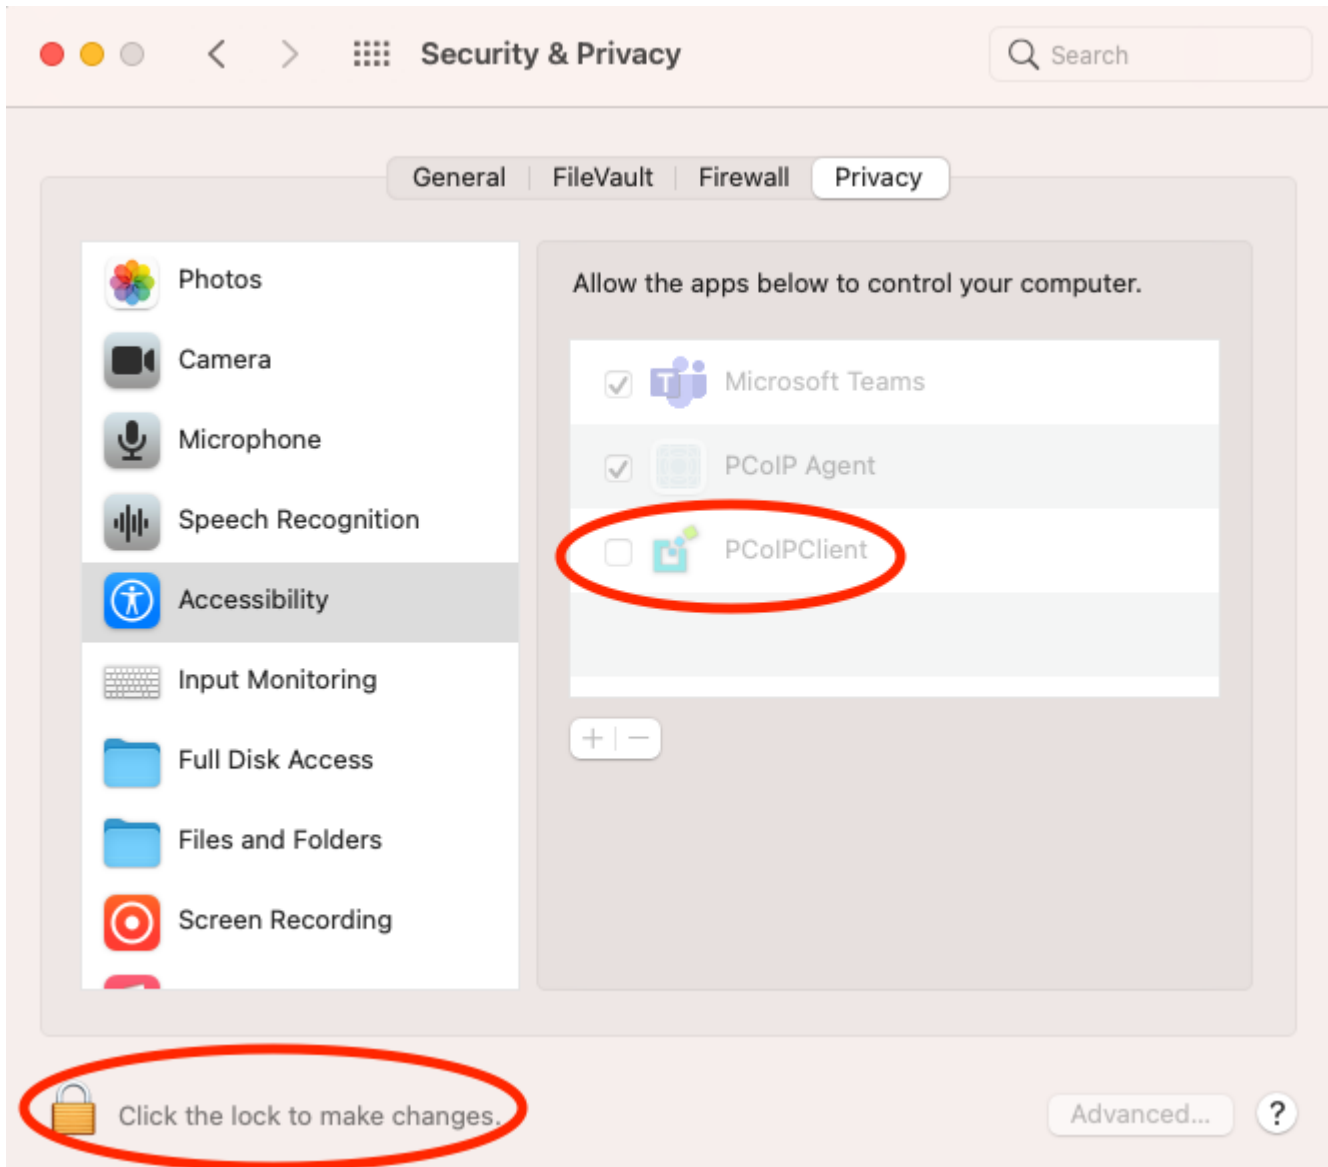 Security & Privacy
Search
General FileVault Firewall Privacy
Photos
Camera
Microphone
Speech Recognition
Accessibility
Input Monitoring
Full Disk Access
Files and Folders
Screen Recording
Allow the apps below to control your computer.
Microsoft Teams
PCoIP Agent
PCoIPClient
Click the lock to make changes.
Advanced...
?